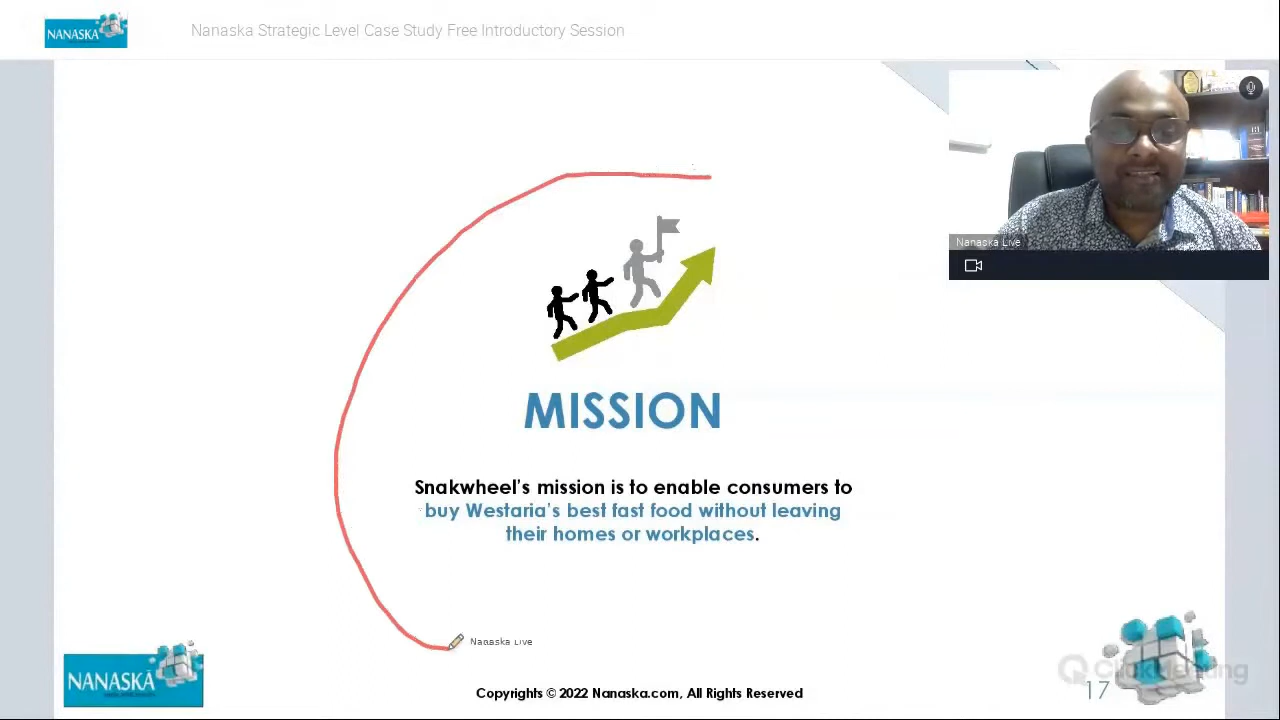 NANASKA
Nanaska Strategic Level Case Study Free Introductory Session
Nanaska Live
MISSION
Snakwheel's mission is to enable consumers to
buy Westaria's best fast food without leaving
their homes or workplaces.
Nanaska Live
NANASKA
Copyrights © 2022 Nanaska.com, All Rights Reserved
17
ClickMeeting